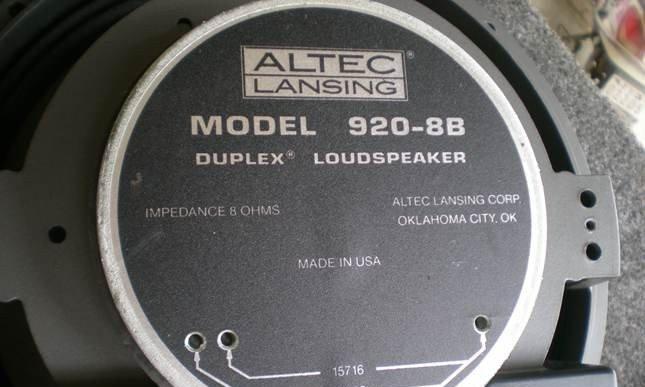 ALTEC®
LANSING
MODEL 920-8B
DUPLEX® LOUDSPEAKER
IMPEDANCE 8 OHMS
ALTEC LANSING CORP.
OKLAHOMA CITY, OK
MADE IN USA
15716